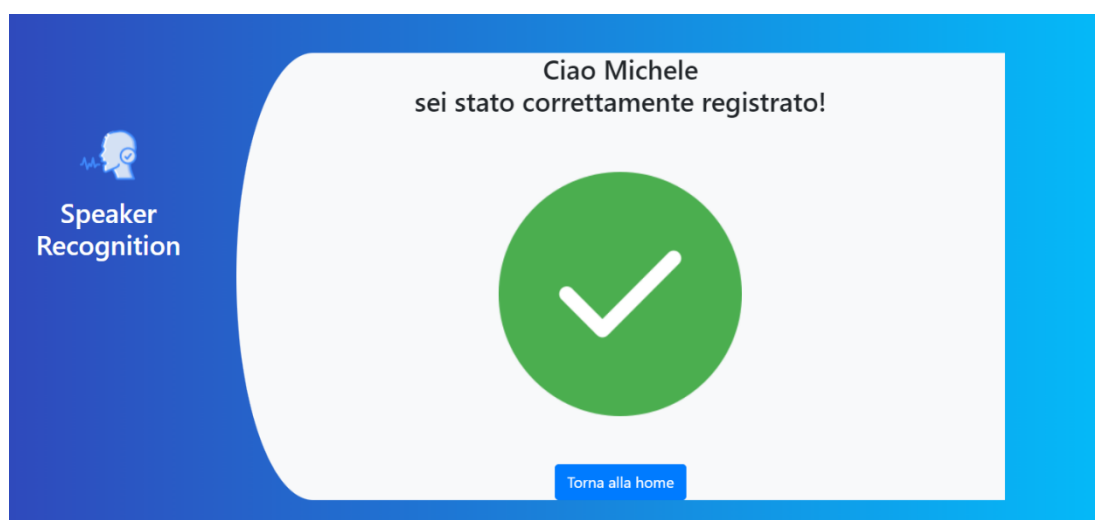 Ciao Michele
sei stato correttamente registrato!
Speaker
Recognition
Torna alla home